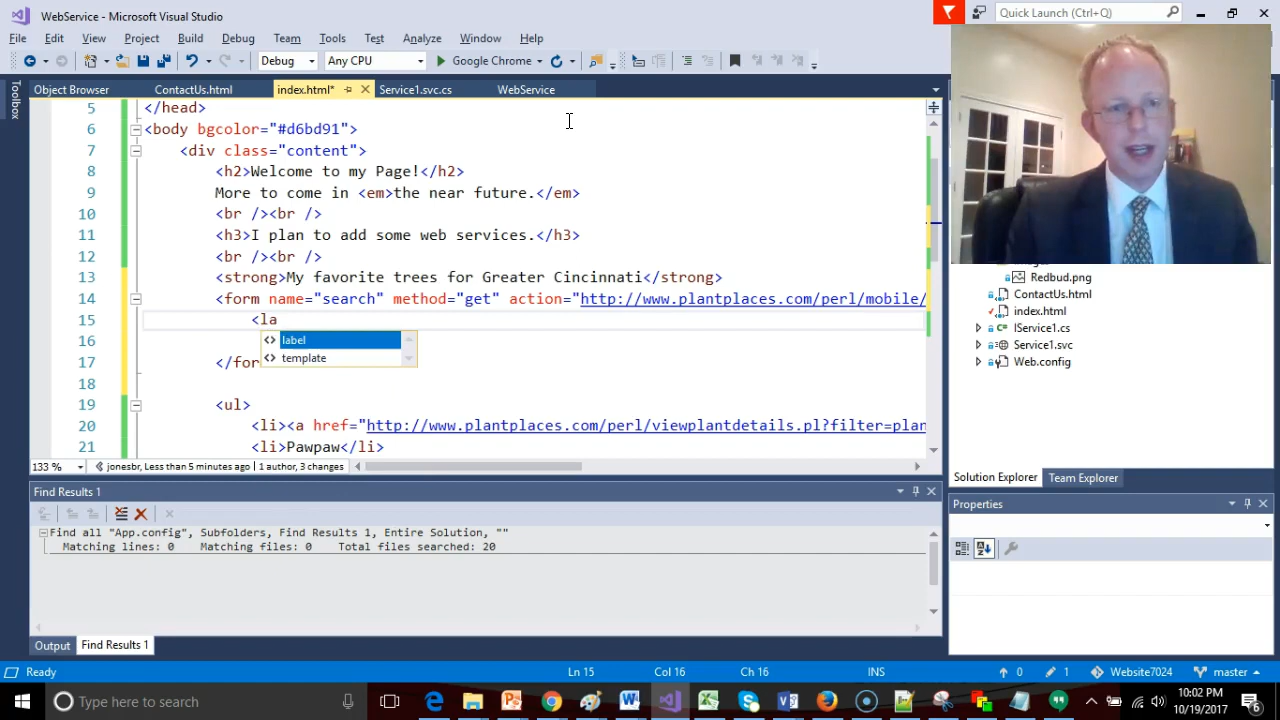 WebService - Microsoft Visual Studio
Quick Launch (Ctrl+Q)
File Edit View Project Build Debug Team Tools Test Analyze Window Help
Debug Any CPU Google Chrome
Toolbox
Object Browser ContactUs.html index.html* Service1.svc.cs WebService
5 </head>
6 <body bgcolor="#d6bd91">
7 <div class="content">
8 <h2>Welcome to my Page!</h2>
9 More to come in <em>the near future.</em>
10 <br /><br />
11 <h3>I plan to add some web services.</h3>
12 <br /><br />
13 <strong>My favorite trees for Greater Cincinnati</strong>
14 <form name="search" method="get" action="http://www.plantplaces.com/perl/mobile/
15 <la
label
16
template
17 </for
18
19 <ul>
20 <li><a href="http://www.plantplaces.com/perl/viewplantdetails.pl?filter=plan
21 <li>Pawpaw</li>
133 % jonesbr, Less than 5 minutes ago | 1 author, 3 changes
Redbud.png
ContactUs.html
index.html
IService1.cs
Service1.svc
Web.config
Solution Explorer Team Explorer
Properties
Find Results 1
Find all "App.config", Subfolders, Find Results 1, Entire Solution, ""
Matching lines: 0 Matching files: 0 Total files searched: 20
Output Find Results 1
Ready Ln 15 Col 16 Ch 16 INS 0 1 Website7024 master
Type here to search
10:02 PM
10/19/2017
6